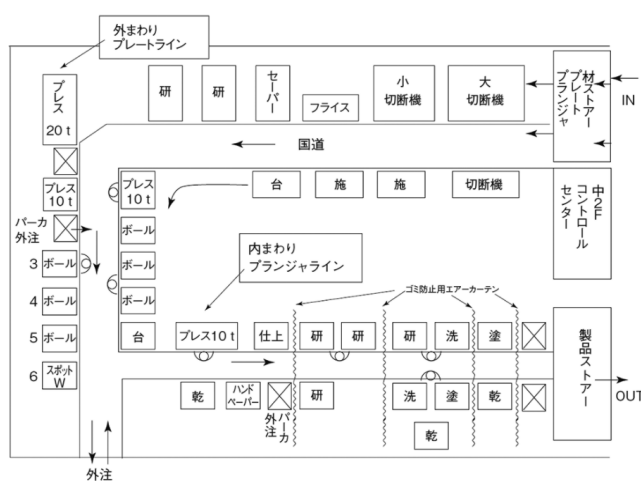 外まわり
プレートライン
プレス
20t
研
研
セーパー
フライス
小
切断機
大
切断機
材ストアー
プレート
プランジャ
IN
国道
プレス
10t
パーカ
外注
3
ボール
4
ボール
5
ボール
6
スポット
W
プレス
10t
ボール
ボール
ボール
台
台
施
施
切断機
中2F
コントロール
センター
内まわり
プランジャライン
ゴミ防止用エアーカーテン
プレス10t
仕上
研
研
研
洗
塗
製品ストアー
OUT
乾
ハンド
ペーパー
パーカ
外注
研
洗
塗
乾
乾
外注